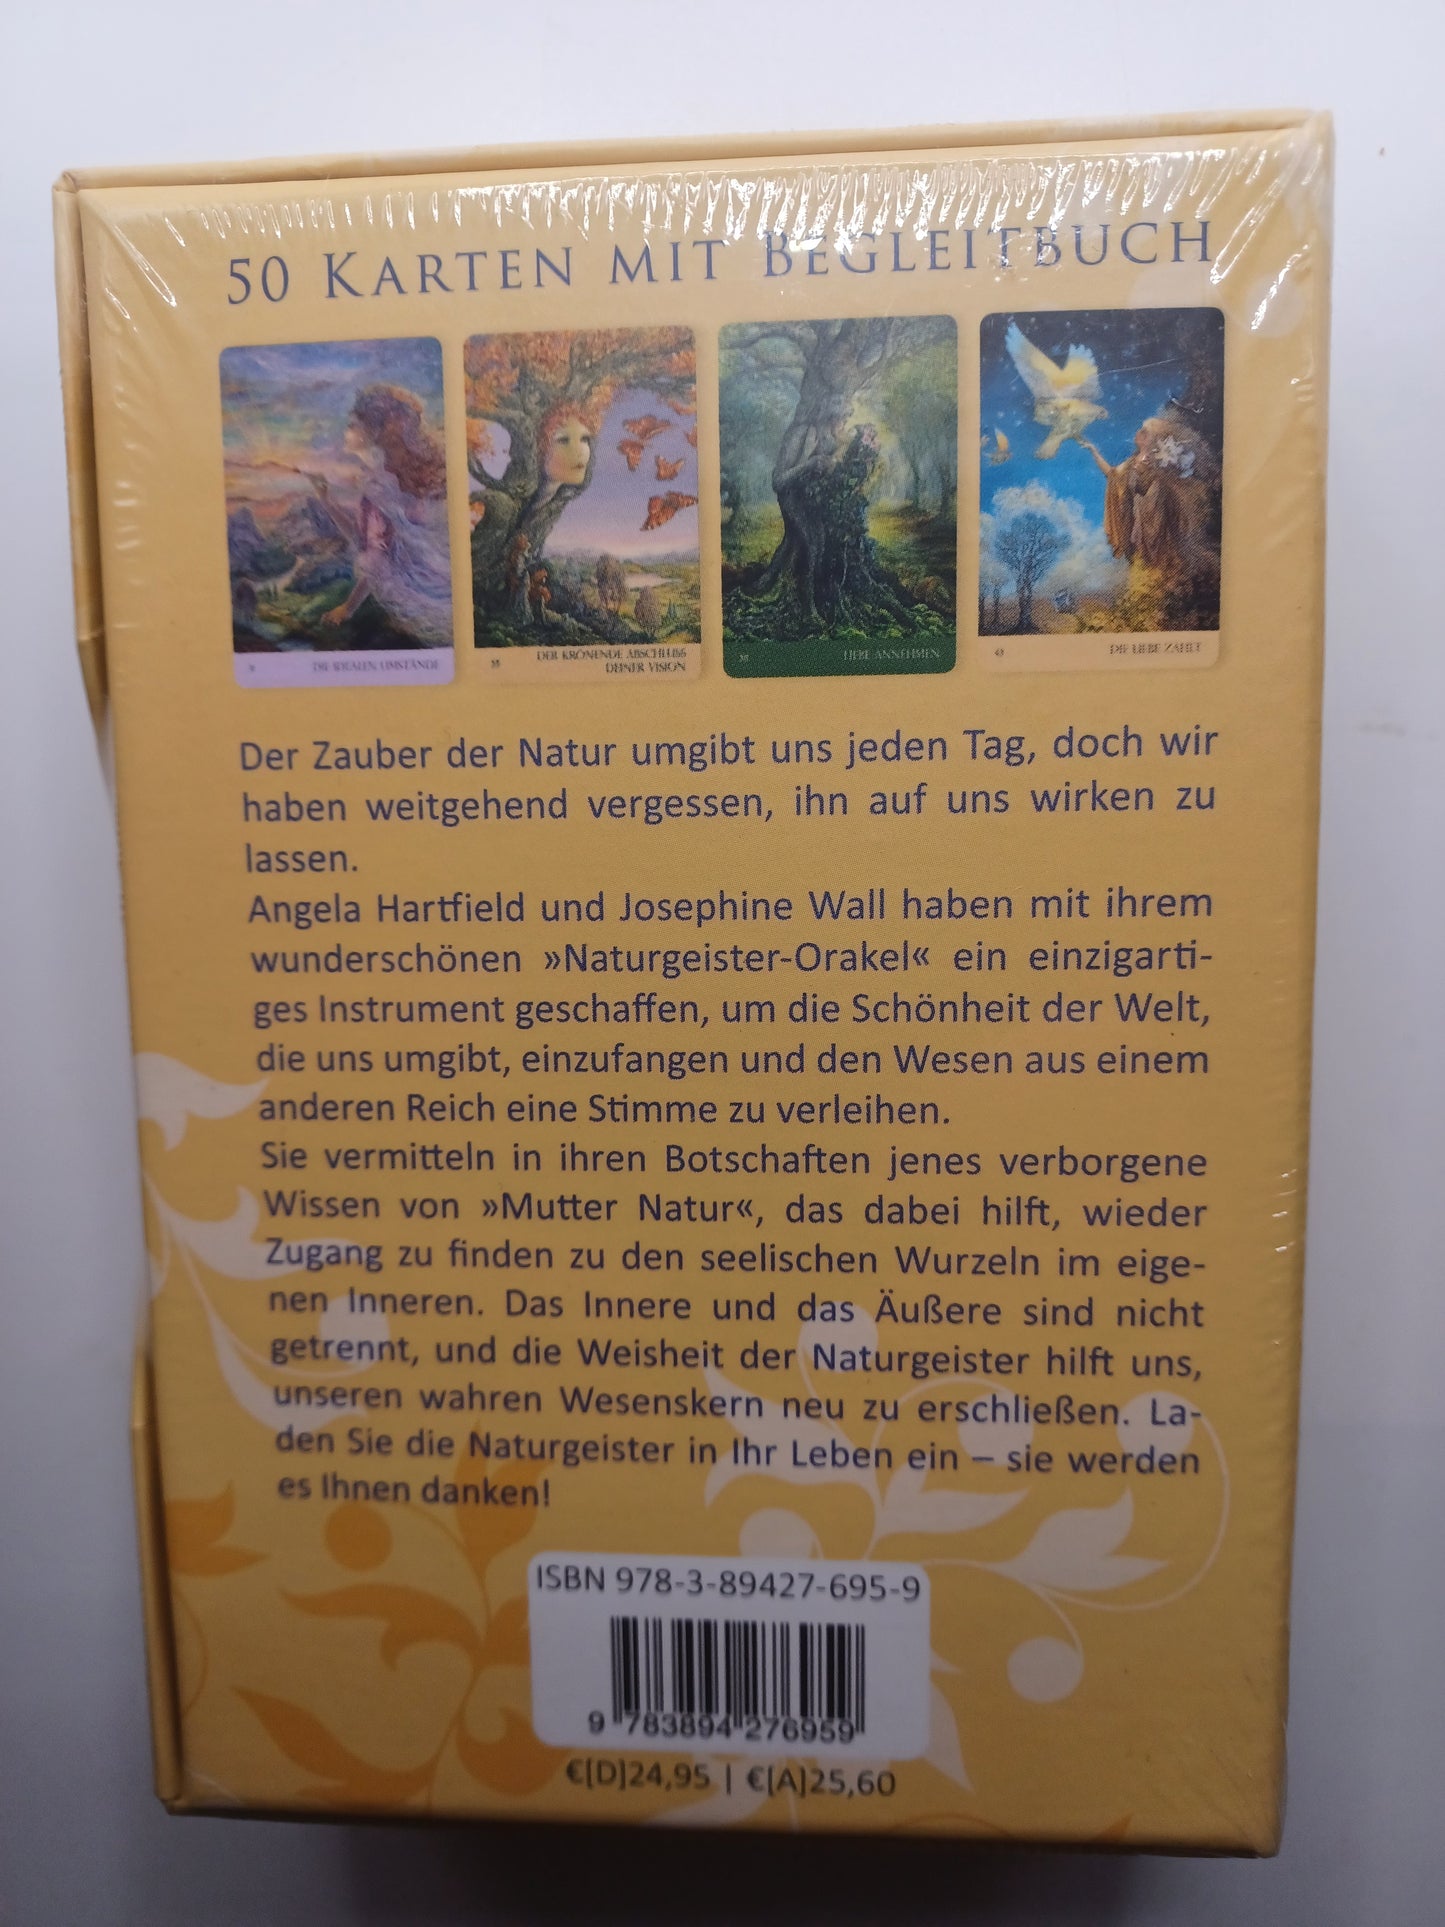 50 KARTEN MIT BEGLEITBUCH
DIE IDEALEN UMSTÄNDE
35 DER KRÖNENDE ABSCHLUSS
DEINER VISION
LIEBE ANNEHMEN
43 DIE LIEBE ZÄHLT
Der Zauber der Natur umgibt uns jeden Tag, doch wir
haben weitgehend vergessen, ihn auf uns wirken zu
lassen.
Angela Hartfield und Josephine Wall haben mit ihrem
wunderschönen »Naturgeister-Orakel« ein einzigarti-
ges Instrument geschaffen, um die Schönheit der Welt,
die uns umgibt, einzufangen und den Wesen aus einem
anderen Reich eine Stimme zu verleihen.
Sie vermitteln in ihren Botschaften jenes verborgene
Wissen von »Mutter Natur«, das dabei hilft, wieder
Zugang zu finden zu den seelischen Wurzeln im eige-
nen Inneren. Das Innere und das Äußere sind nicht
getrennt, und die Weisheit der Naturgeister hilft uns,
unseren wahren Wesenskern neu zu erschließen. La-
den Sie die Naturgeister in Ihr Leben ein – sie werden
es Ihnen danken!
ISBN 978-3-89427-695-9
9 783894 276959
€[D]24,95 | €[A]25,60